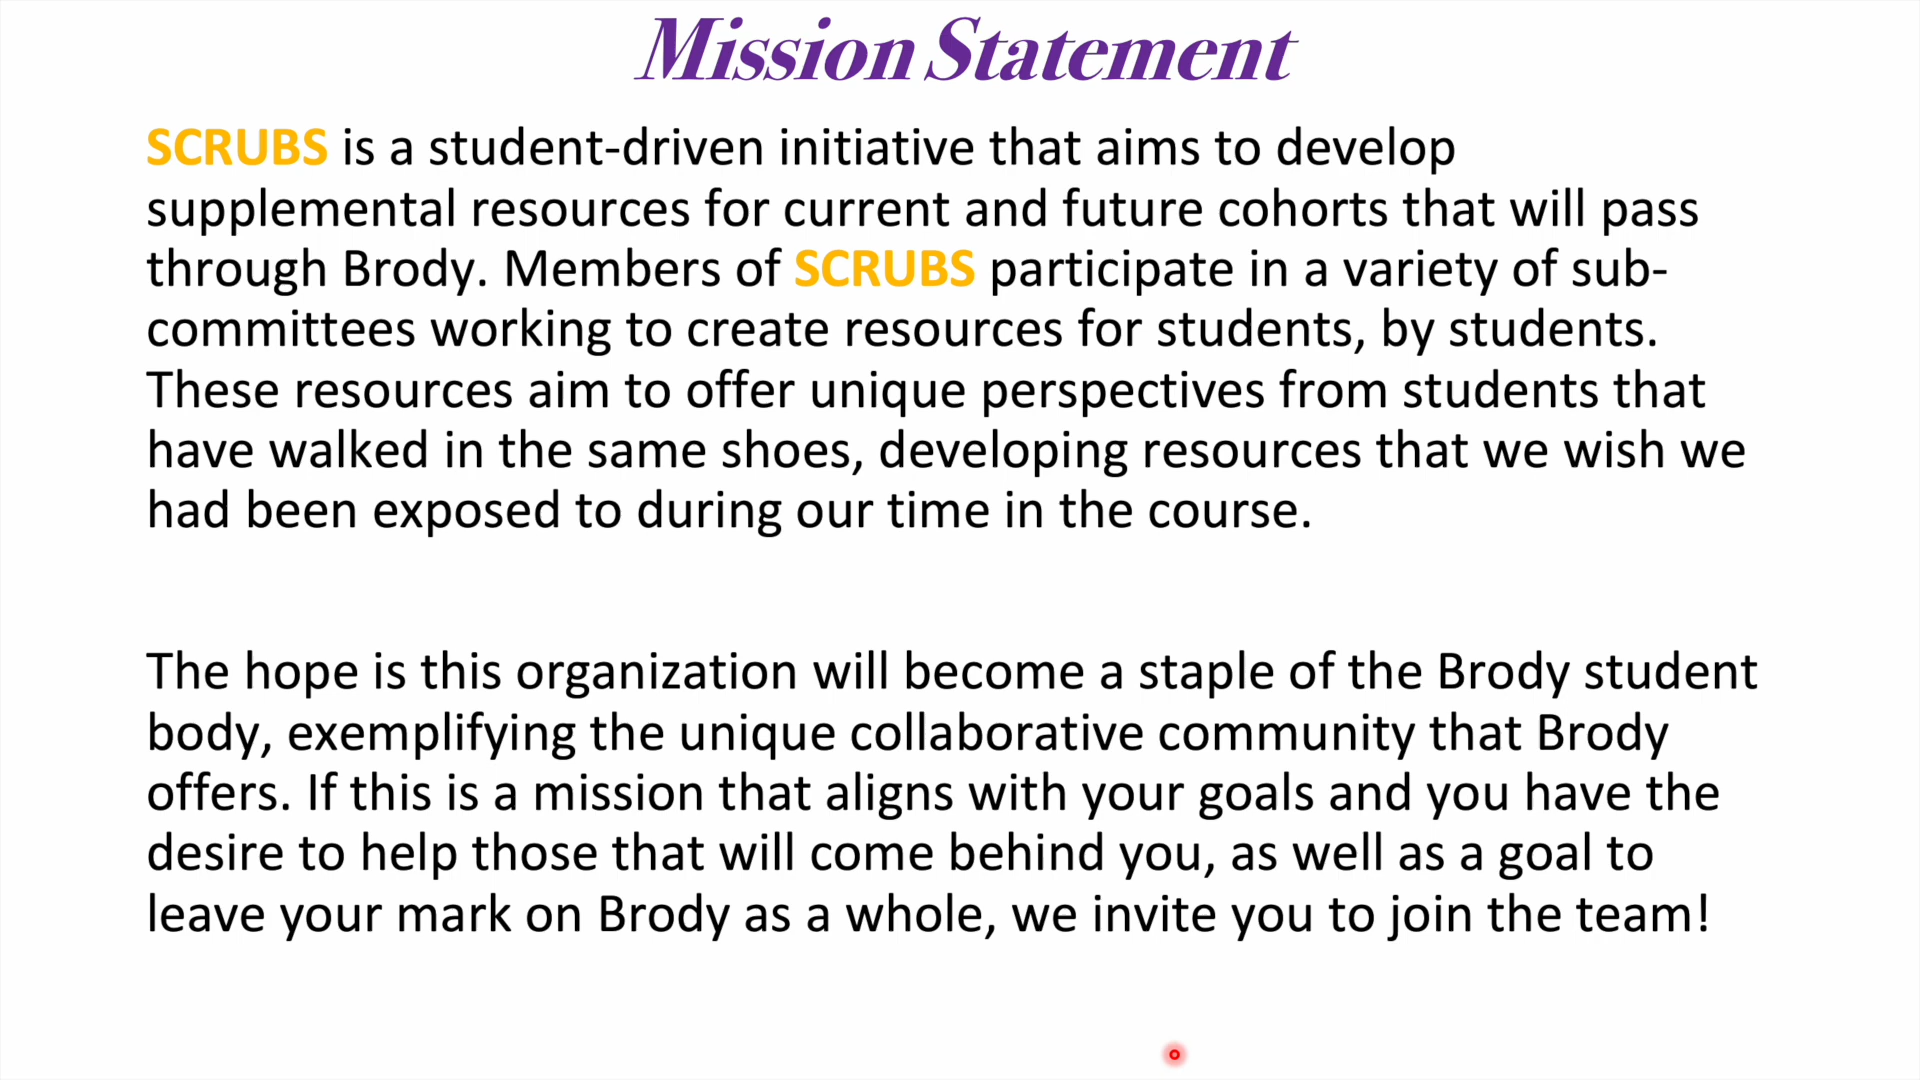 Mission Statement
SCRUBS is a student-driven initiative that aims to develop
supplemental resources for current and future cohorts that will pass
through Brody. Members of SCRUBS participate in a variety of sub-
committees working to create resources for students, by students.
These resources aim to offer unique perspectives from students that
have walked in the same shoes, developing resources that we wish we
had been exposed to during our time in the course.
The hope is this organization will become a staple of the Brody student
body, exemplifying the unique collaborative community that Brody
offers. If this is a mission that aligns with your goals and you have the
desire to help those that will come behind you, as well as a goal to
leave your mark on Brody as a whole, we invite you to join the team!